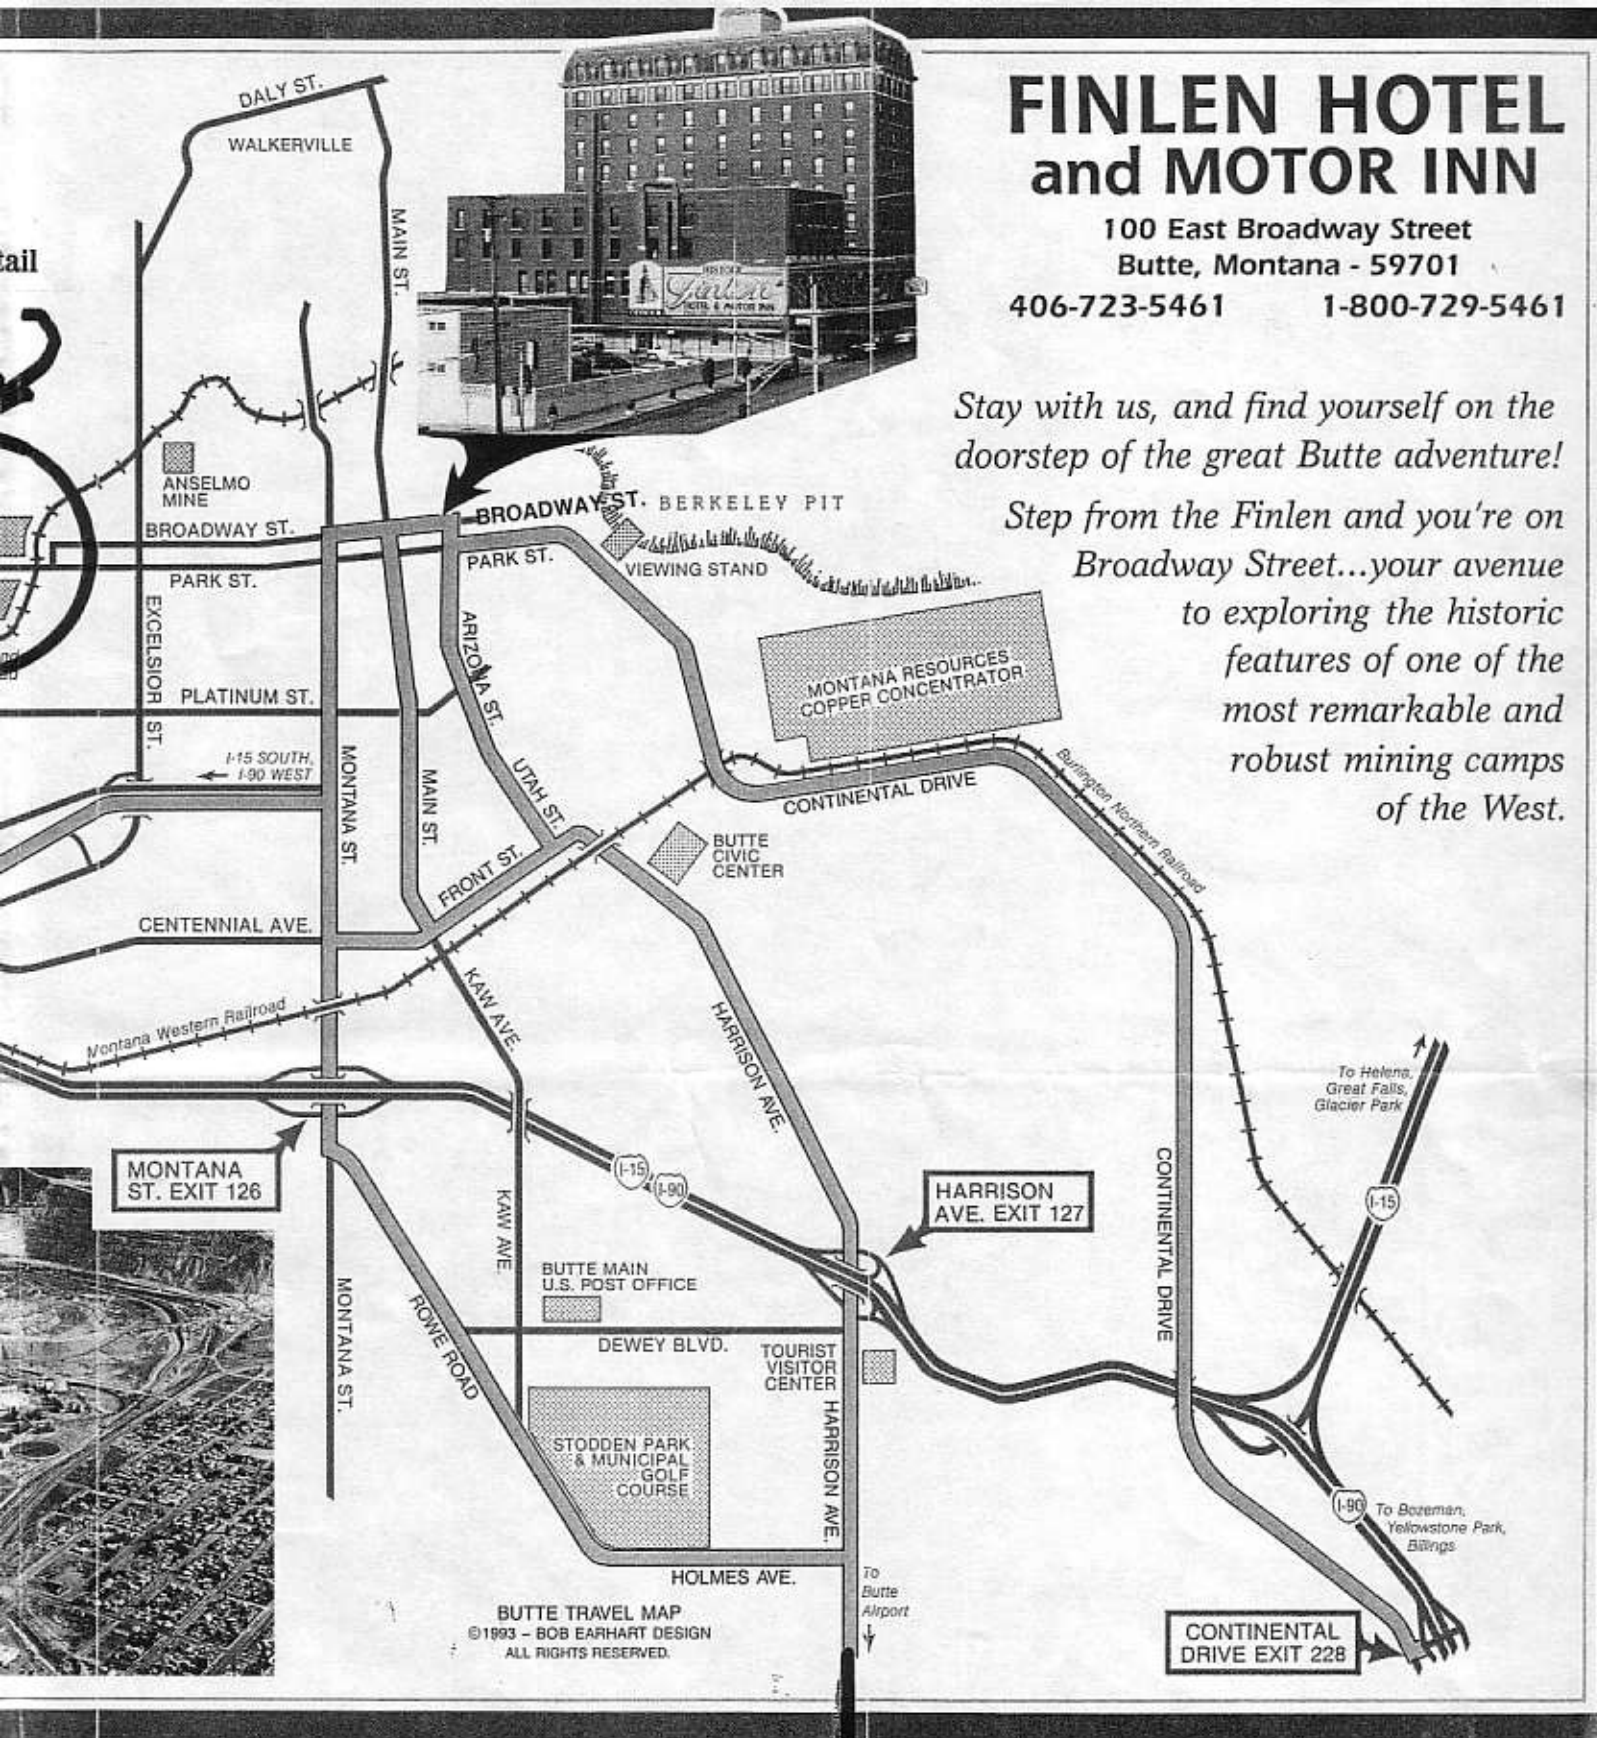 FINLEN HOTEL
and MOTOR INN
100 East Broadway Street
Butte, Montana - 59701
406-723-5461 1-800-729-5461
Stay with us, and find yourself on the
doorstep of the great Butte adventure!
Step from the Finlen and you're on
Broadway Street...your avenue
to exploring the historic
features of one of the
most remarkable and
robust mining camps
of the West.
DALY ST.
WALKERVILLE
MAIN ST.
tail
HISTORIC
Finlen
HOTEL & MOTOR INN
ANSELMO
MINE
BROADWAY ST.
BROADWAY ST.
BERKELEY PIT
PARK ST.
PARK ST.
VIEWING STAND
EXCELSIOR ST.
ARIZONA ST.
MONTANA RESOURCES
COPPER CONCENTRATOR
PLATINUM ST.
I-15 SOUTH,
I-90 WEST
MONTANA ST.
MAIN ST.
UTAH ST.
CONTINENTAL DRIVE
Burlington Northern Railroad
BUTTE
CIVIC
CENTER
FRONT ST.
CENTENNIAL AVE.
KAW AVE.
HARRISON AVE.
Montana Western Railroad
To Helena,
Great Falls,
Glacier Park
MONTANA
ST. EXIT 126
I-15
I-90
HARRISON
AVE. EXIT 127
CONTINENTAL DRIVE
I-15
KAW AVE.
BUTTE MAIN
U.S. POST OFFICE
MONTANA ST.
ROWE ROAD
DEWEY BLVD.
TOURIST
VISITOR
CENTER
HARRISON AVE.
STODDEN PARK
& MUNICIPAL
GOLF
COURSE
I-90
To Bozeman,
Yellowstone Park,
Billings
HOLMES AVE.
To
Butte
Airport
BUTTE TRAVEL MAP
©1993 - BOB EARHART DESIGN
ALL RIGHTS RESERVED.
CONTINENTAL
DRIVE EXIT 228